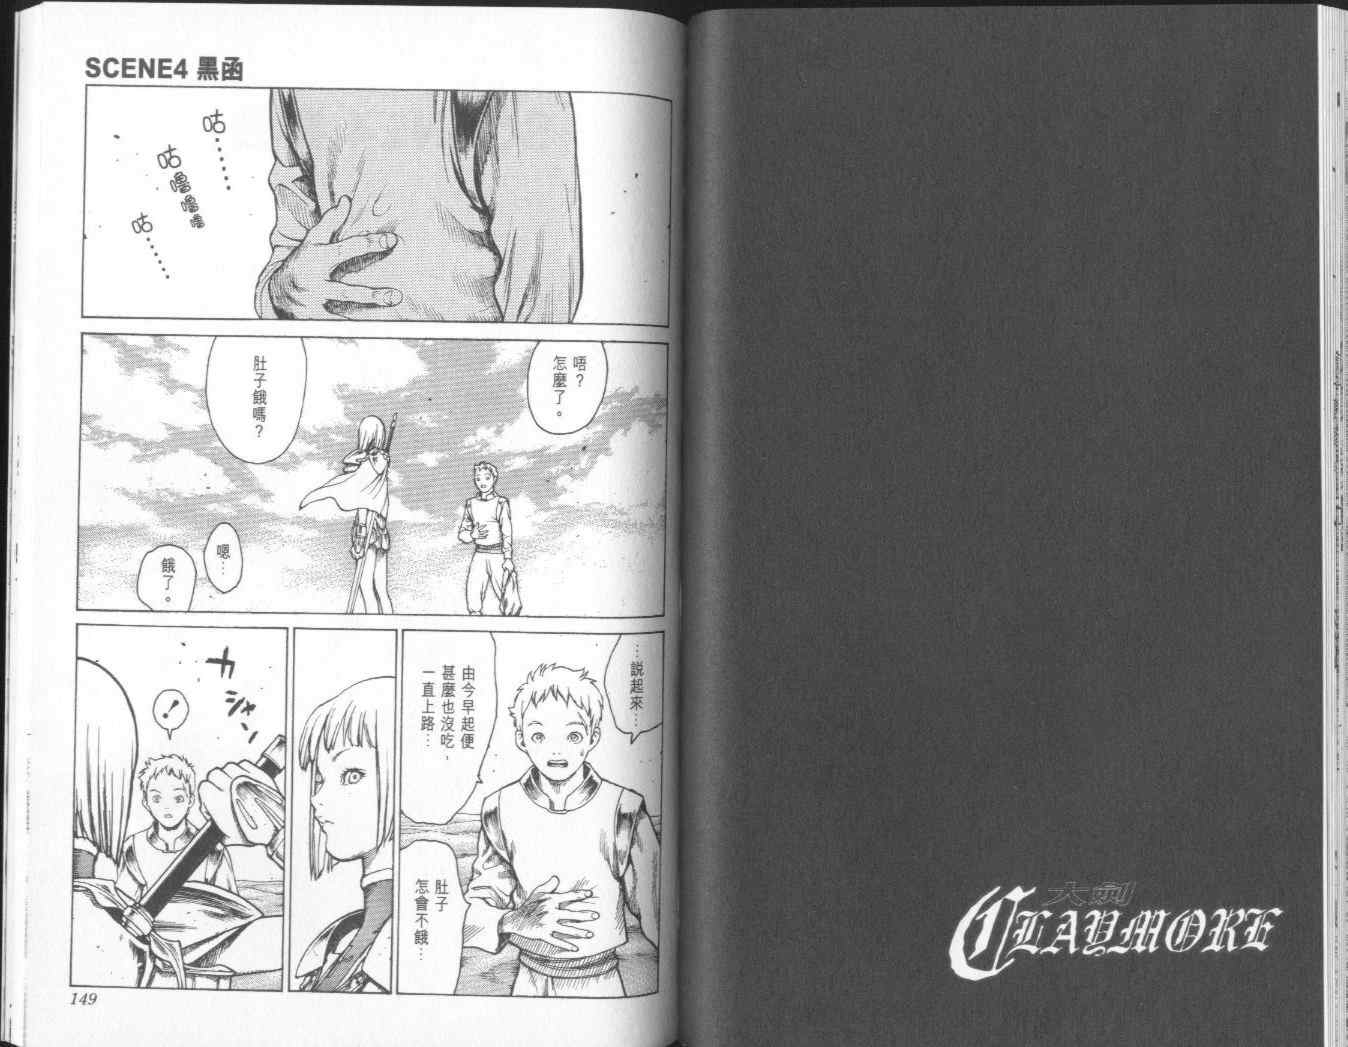 大劍
CLAYMORE
SCENE4 黑函
咕⋯⋯
咕嚕嚕嚕
咕⋯⋯
唔?
怎麼了。
肚子餓嗎?
嗯⋯
餓了。
⋯説起來⋯
由今早起便
甚麼也沒吃,
一直上路⋯
肚子
怎會不餓⋯
カシャン
!
149